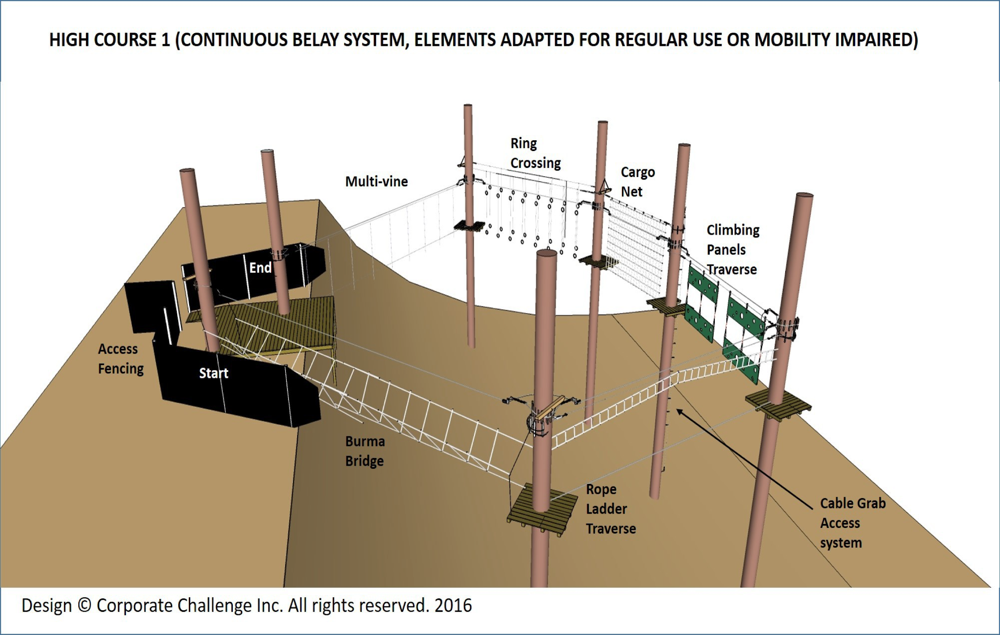 HIGH COURSE 1 (CONTINUOUS BELAY SYSTEM, ELEMENTS ADAPTED FOR REGULAR USE OR MOBILITY IMPAIRED)
Ring
Crossing
Cargo
Net
Multi-vine
Climbing
Panels
Traverse
End
Access
Fencing
Start
Burma
Bridge
Rope
Ladder
Traverse
Cable Grab
Access
system
Design © Corporate Challenge Inc. All rights reserved. 2016